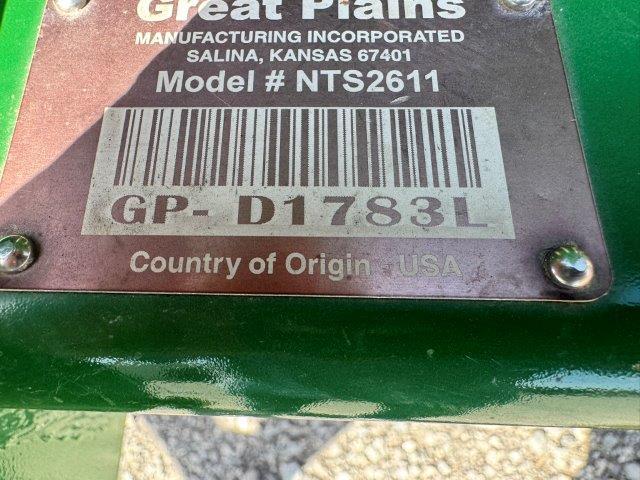 Great Plains
MANUFACTURING INCORPORATED
SALINA, KANSAS 67401
Model # NTS2611
GP- D1783L
Country of Origin USA